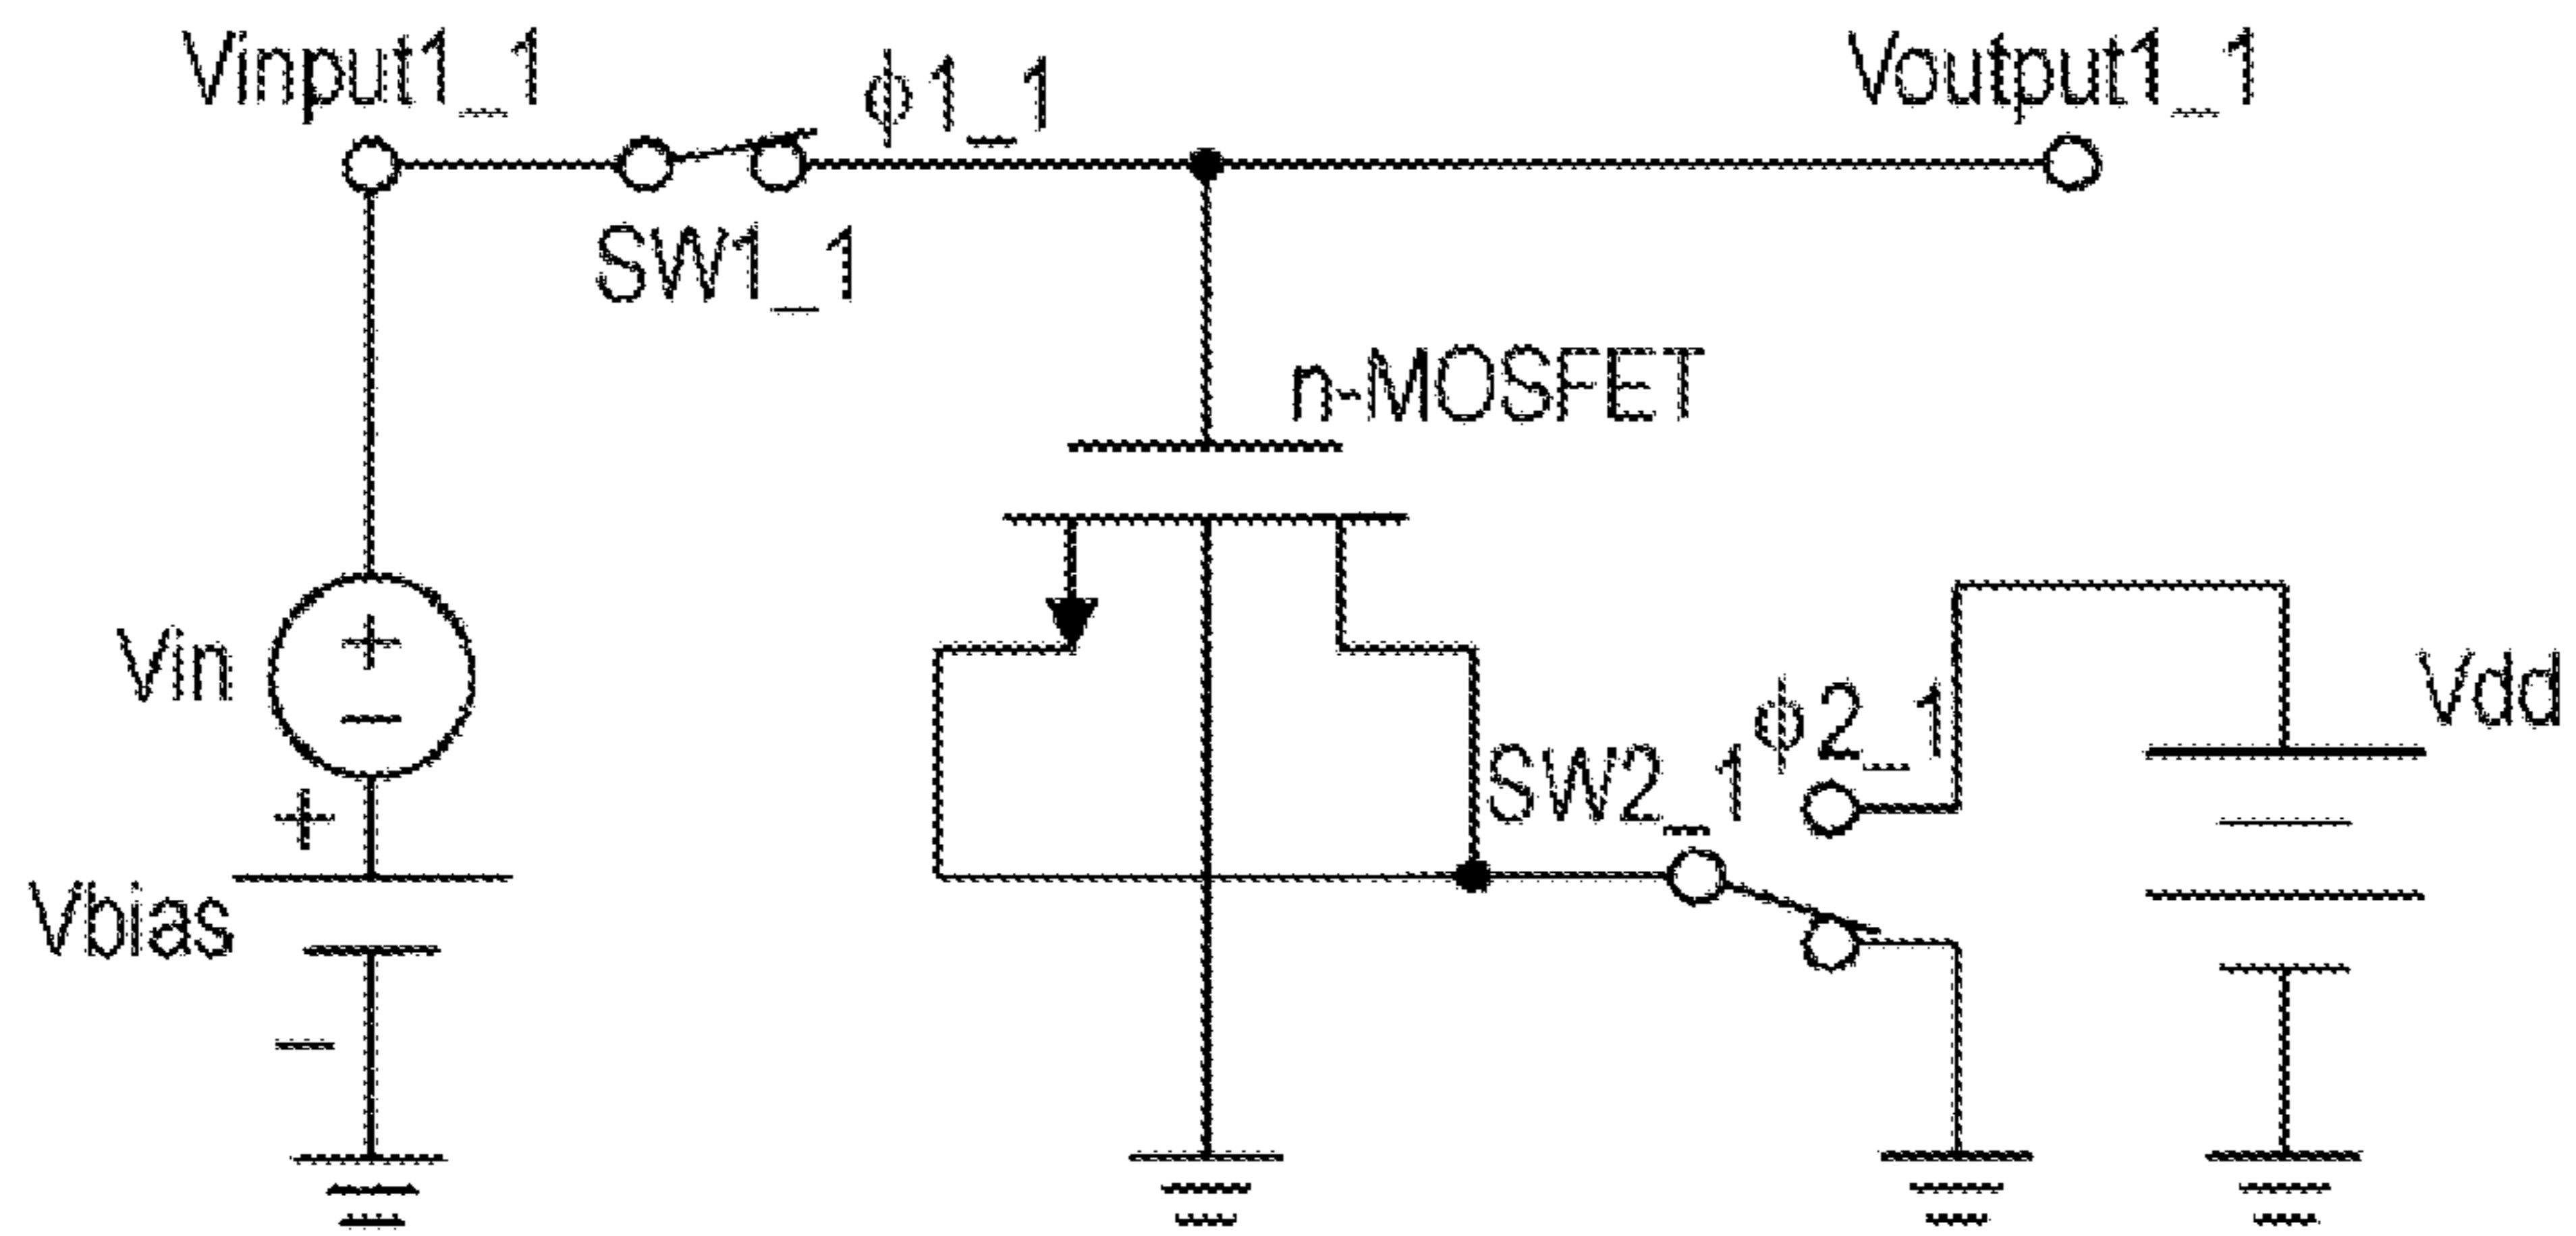 Vinput1_1
ϕ1_1
Voutput1_1
SW1_1
n-MOSFET
Vin
+
−
ϕ2_1
Vdd
SW2_1
+
Vbias
−